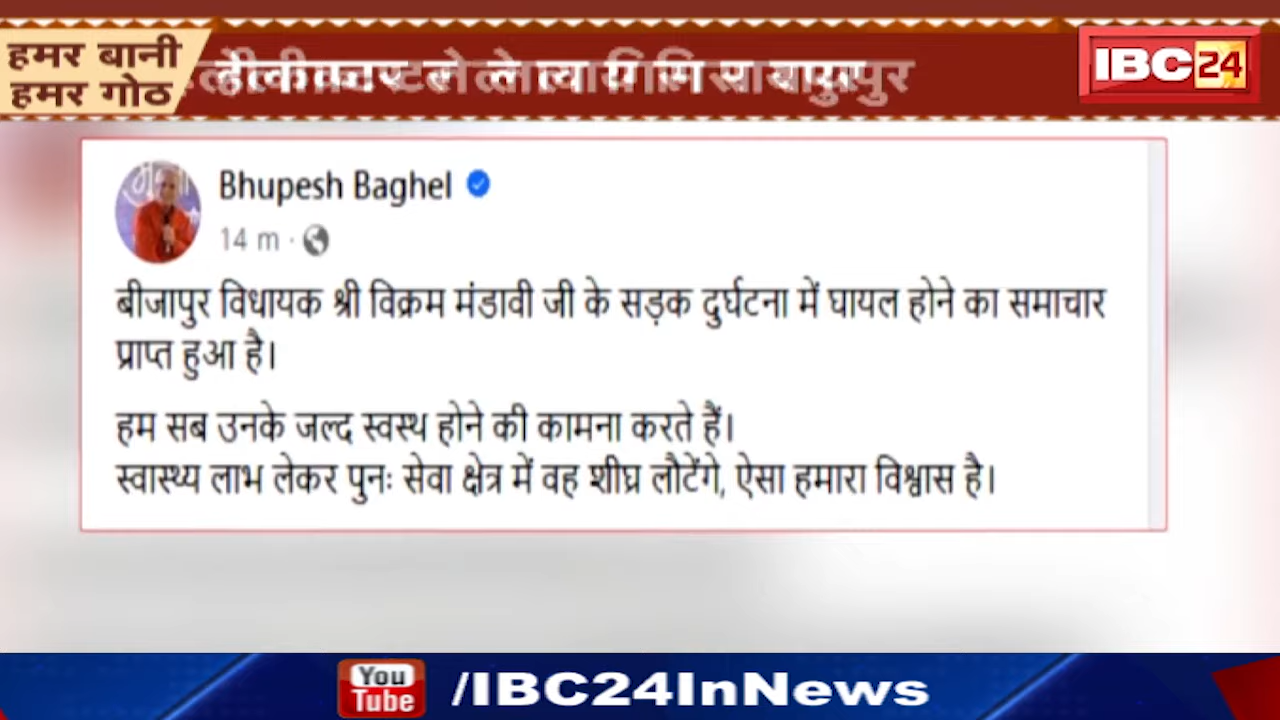 हमर बानी
हमर गोठ
IBC24
Bhupesh Baghel
14 m ·
बीजापुर विधायक श्री विक्रम मंडावी जी के सड़क दुर्घटना में घायल होने का समाचार
प्राप्त हुआ है।
हम सब उनके जल्द स्वस्थ होने की कामना करते हैं।
स्वास्थ्य लाभ लेकर पुनः सेवा क्षेत्र में वह शीघ्र लौटेंगे, ऐसा हमारा विश्वास है।
You
Tube
/IBC24InNews